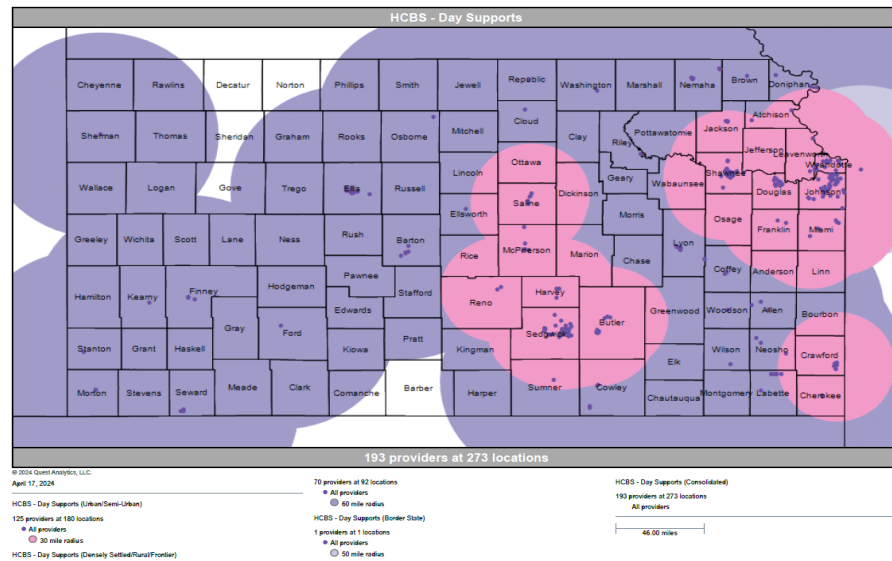 HCBS - Day Supports
Cheyenne Rawlins Decatur Norton Phillips Smith Jewell Republic Washington Marshall Nemaha Brown Doniphan
Sherman Thomas Sheridan Graham Rooks Osborne Mitchell Cloud Clay Riley Pottawatomie Jackson Atchison
Jefferson Leavenworth Wyandotte
Wallace Logan Gove Trego Ellis Russell Lincoln Ottawa Saline Dickinson Geary Wabaunsee Shawnee Douglas Johnson
Greeley Wichita Scott Lane Ness Rush Barton Ellsworth McPherson Marion Morris Chase Lyon Osage Franklin Miami
Hamilton Kearny Finney Hodgeman Pawnee Stafford Rice Reno Harvey Butler Greenwood Coffey Anderson Linn
Gray Ford Edwards Sedgwick Woodson Allen Bourbon
Stanton Grant Haskell Kiowa Pratt Kingman Elk Wilson Neosho Crawford
Morton Stevens Seward Meade Clark Comanche Barber Harper Sumner Cowley Chautauqua Montgomery Labette Cherokee
193 providers at 273 locations
© 2024 Quest Analytics, LLC.
April 17, 2024
HCBS - Day Supports (Urban/Semi-Urban)
125 providers at 180 locations
All providers
30 mile radius
HCBS - Day Supports (Densely Settled/Rural/Frontier)
70 providers at 92 locations
All providers
60 mile radius
HCBS - Day Supports (Border State)
1 providers at 1 locations
All providers
50 mile radius
HCBS - Day Supports (Consolidated)
193 providers at 273 locations
All providers
46.00 miles